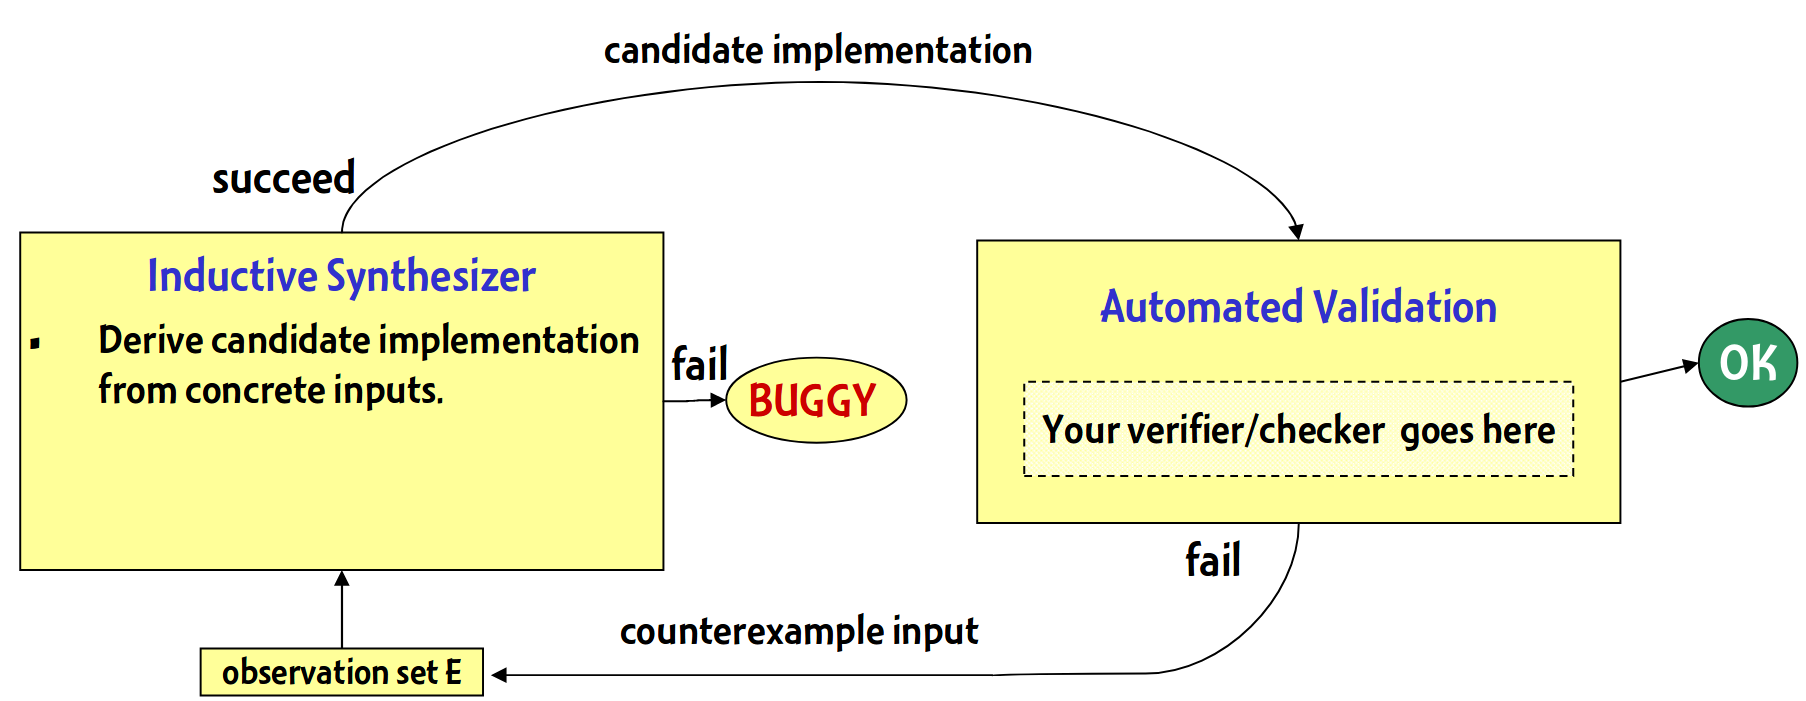 candidate implementation
succeed
Inductive Synthesizer
▪ Derive candidate implementation
from concrete inputs.
fail
BUGGY
Automated Validation
Your verifier/checker goes here
OK
fail
counterexample input
observation set E